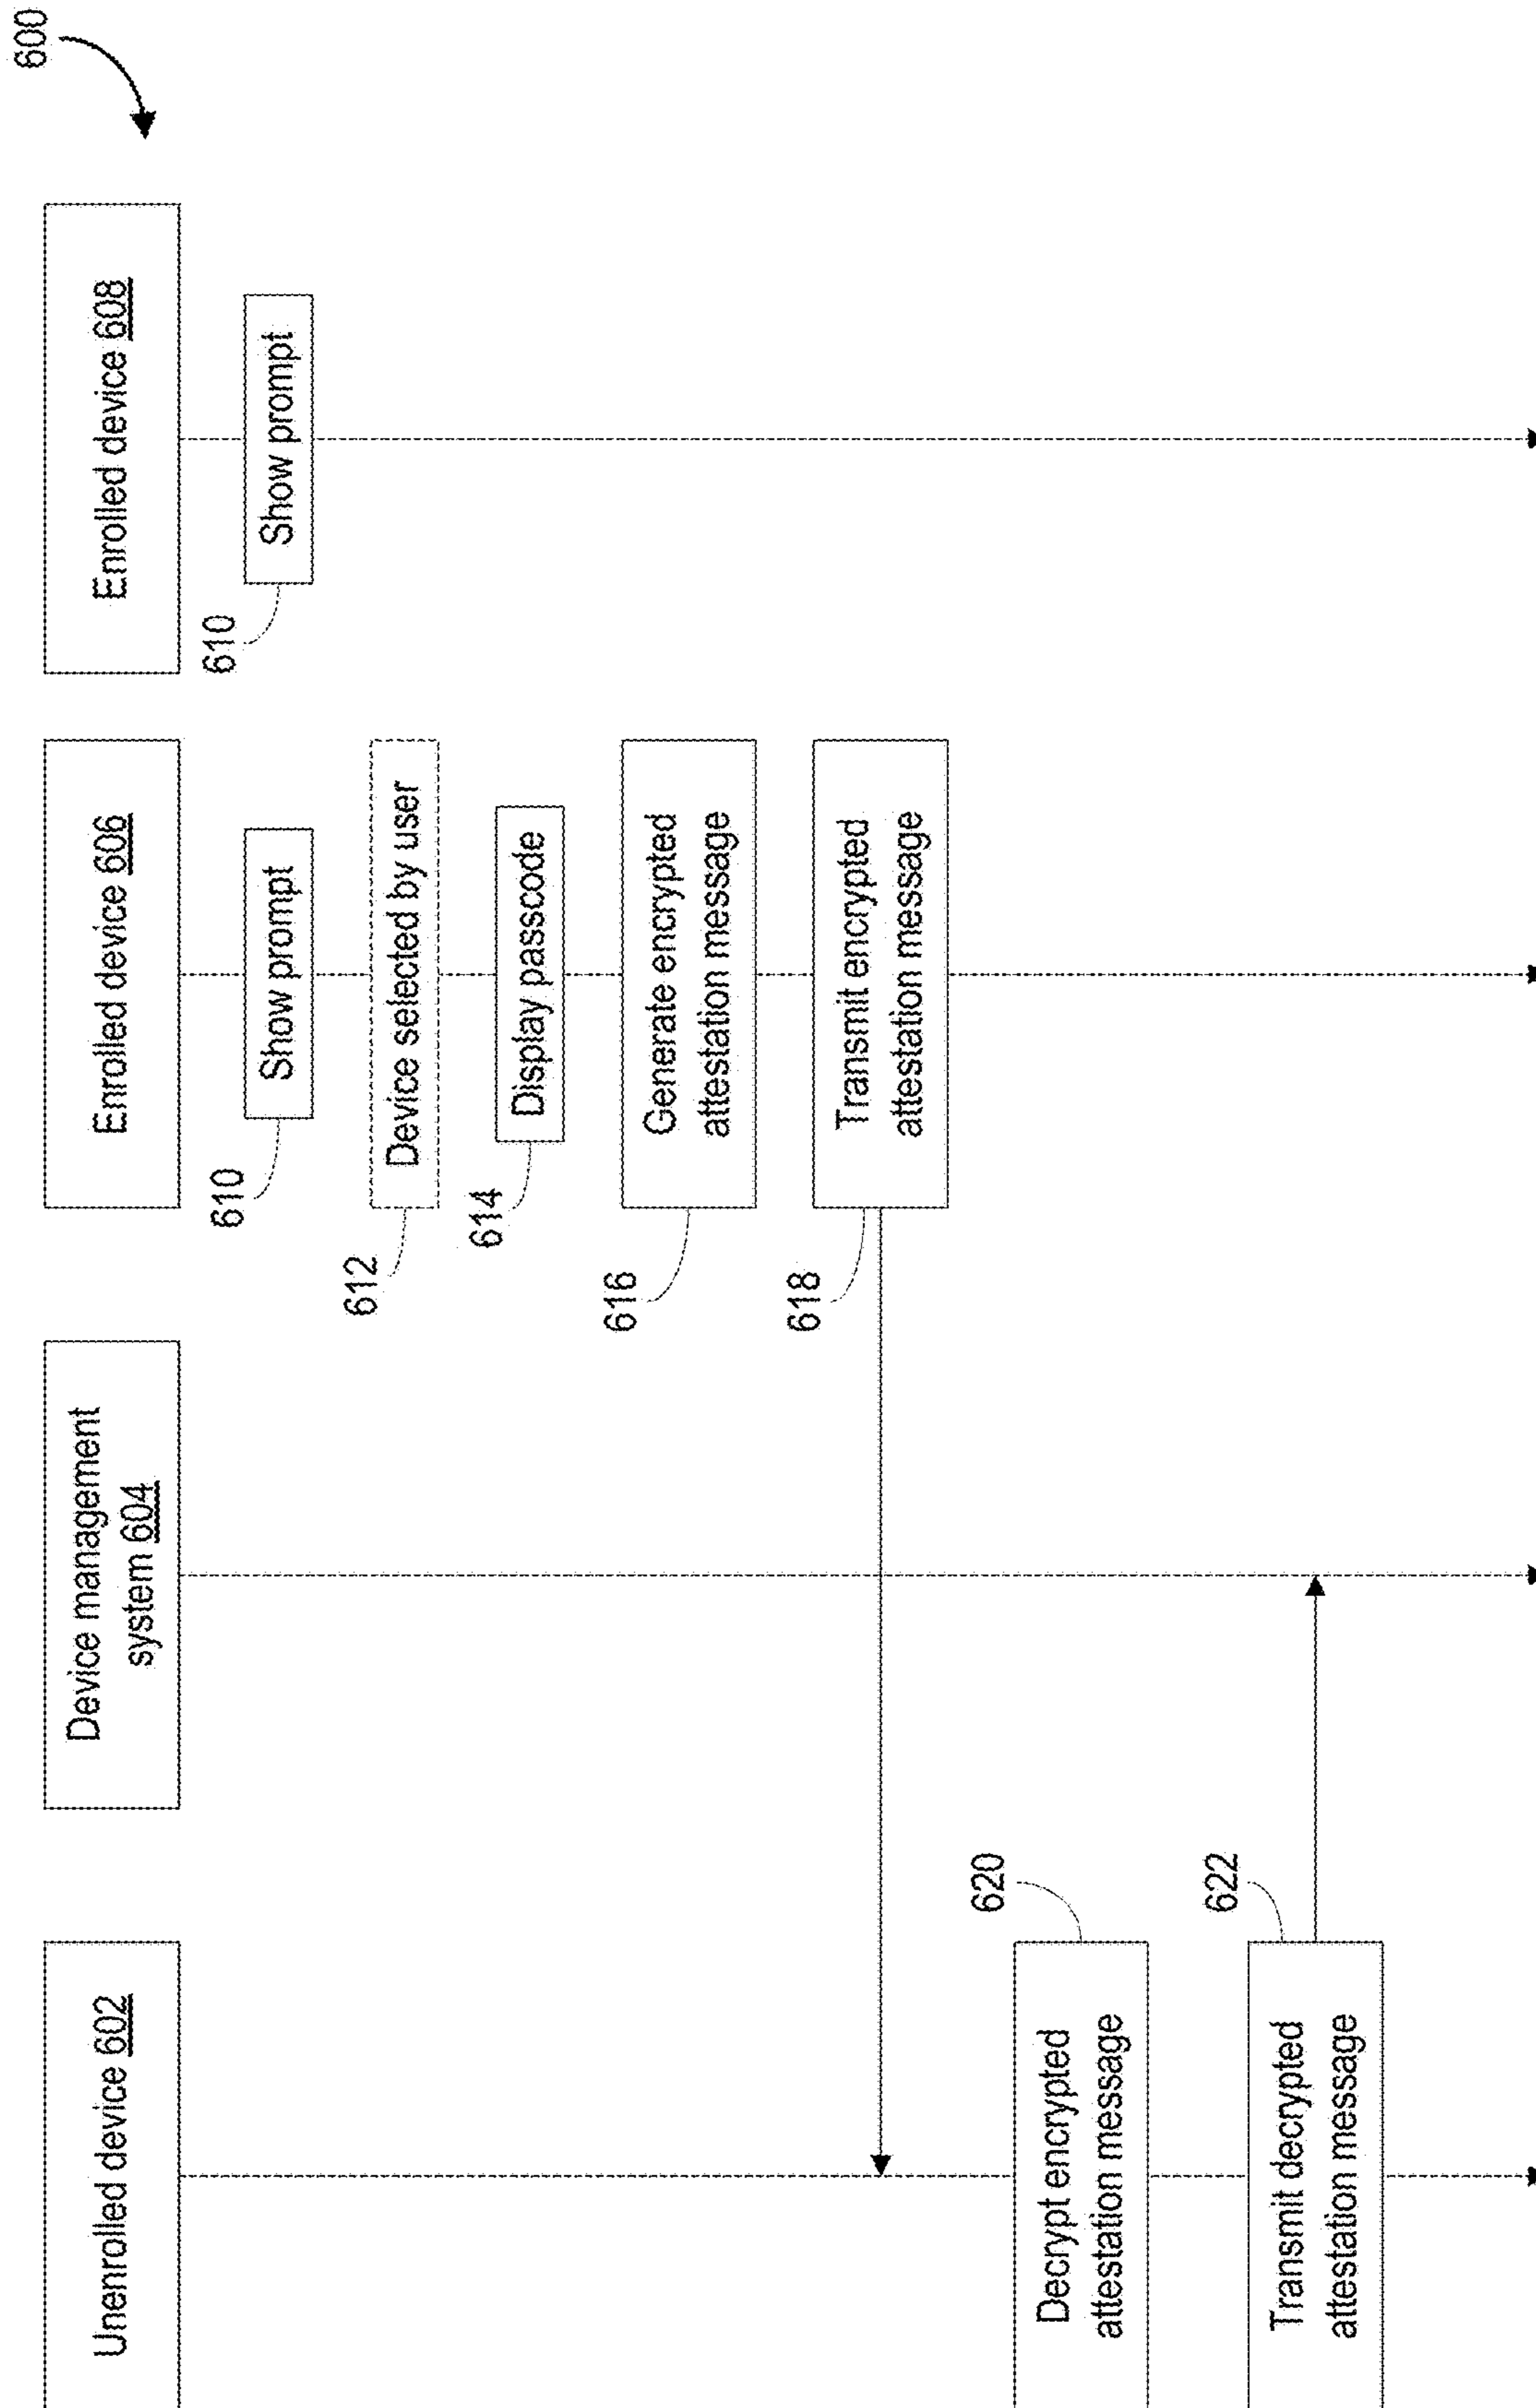 600
Unenrolled device 602
Device management
system 604
Enrolled device 606
Enrolled device 608
610
Show prompt
610
Show prompt
612
Device selected by user
614
Display passcode
616
Generate encrypted
attestation message
618
Transmit encrypted
attestation message
620
Decrypt encrypted
attestation message
622
Transmit decrypted
attestation message